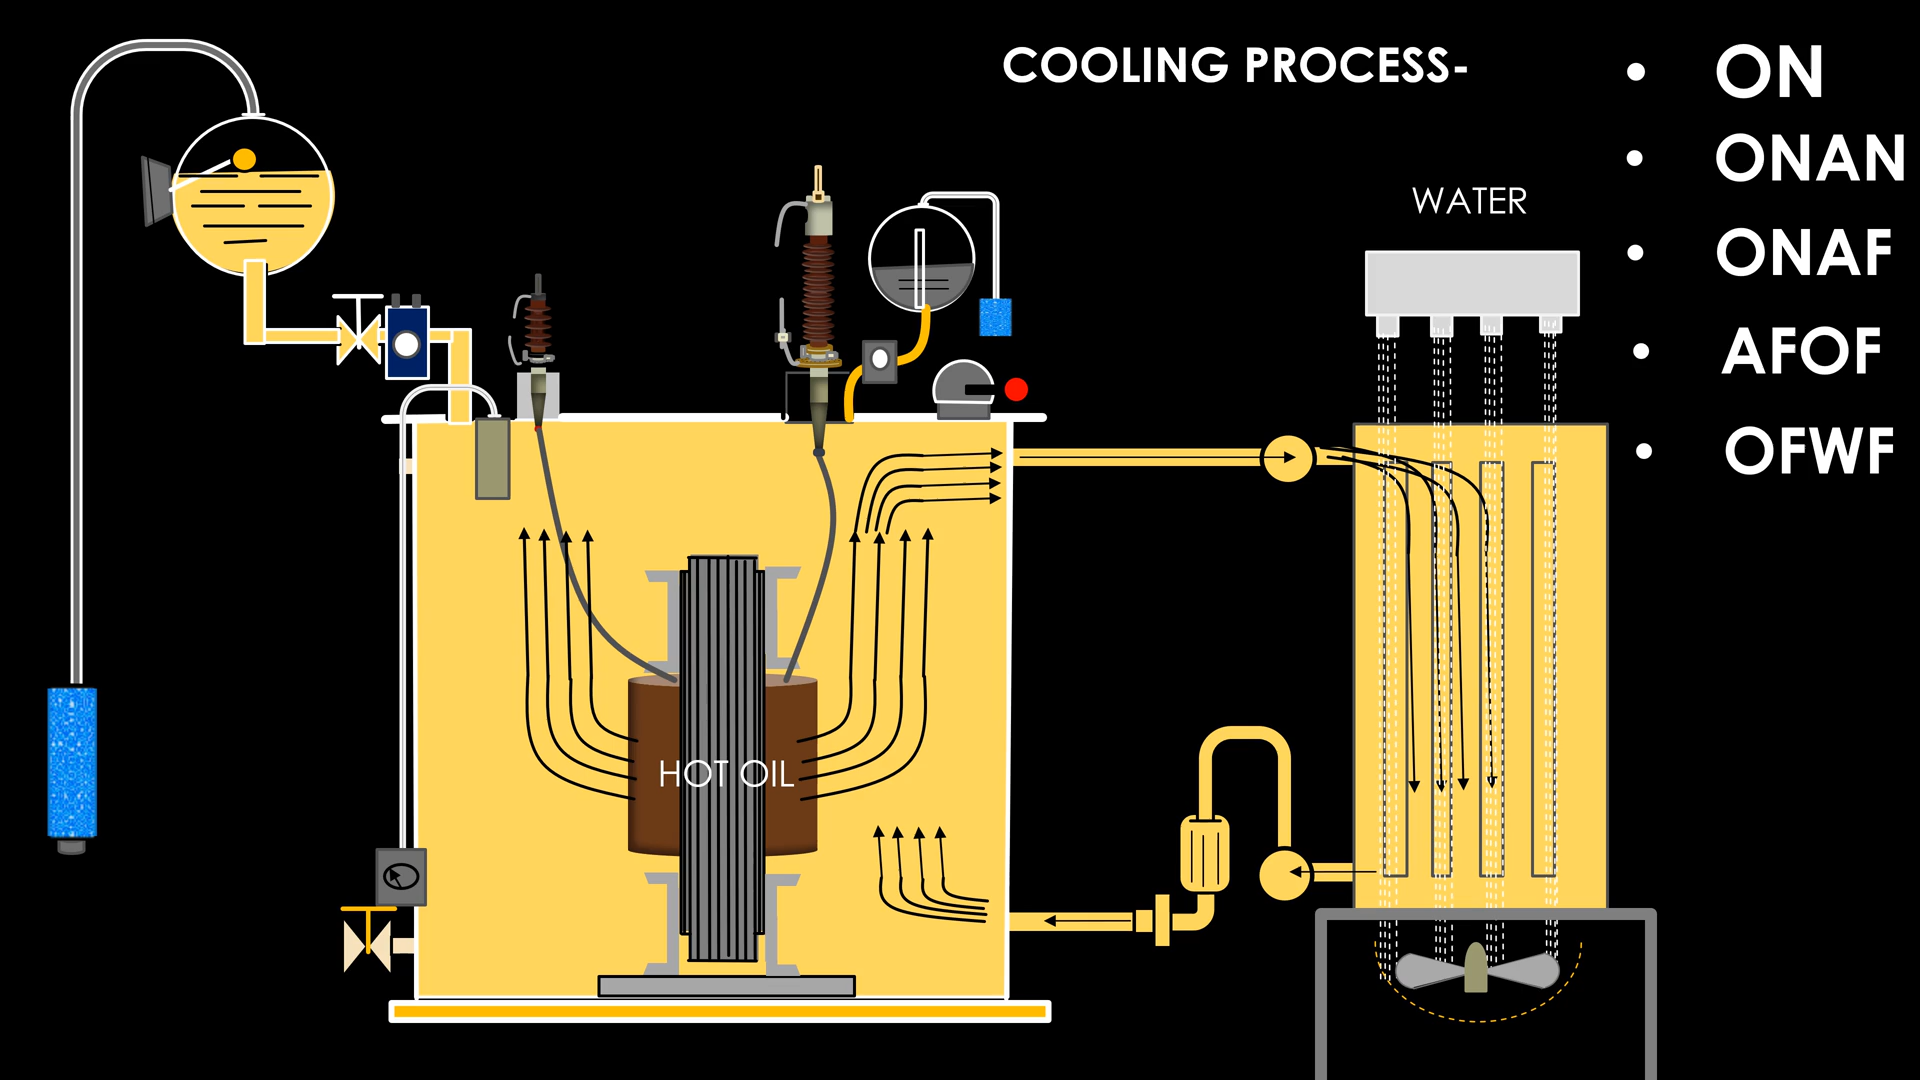 COOLING PROCESS-
• ON
• ONAN
• ONAF
• AFOF
• OFWF
WATER
HOT OIL